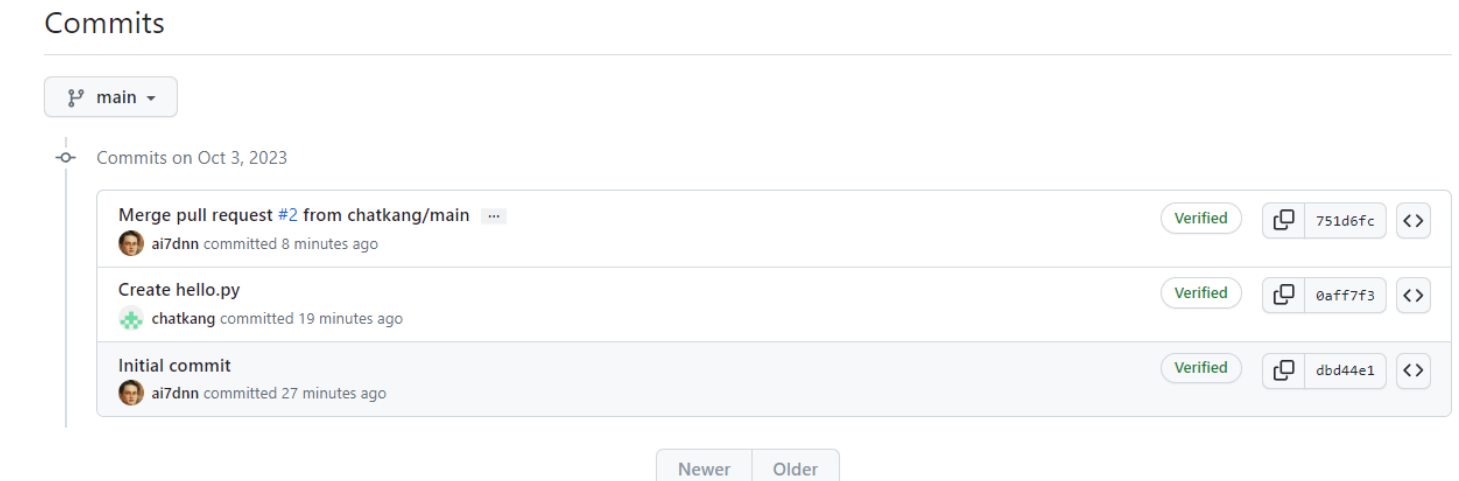 Commits
main
Commits on Oct 3, 2023
Merge pull request #2 from chatkang/main ...
ai7dnn committed 8 minutes ago
Verified
751d6fc
Create hello.py
chatkang committed 19 minutes ago
Verified
0aff7f3
Initial commit
ai7dnn committed 27 minutes ago
Verified
dbd44e1
Newer Older